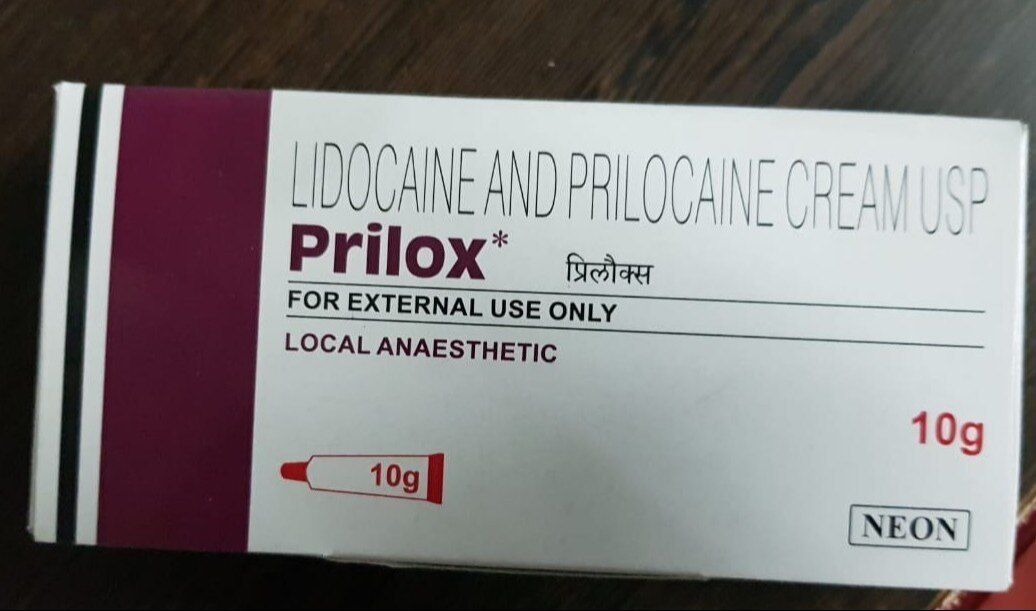 LIDOCAINE AND PRILOCAINE CREAM USP
Prilox* प्रिलौक्स
FOR EXTERNAL USE ONLY
LOCAL ANAESTHETIC
10g
10g
NEON